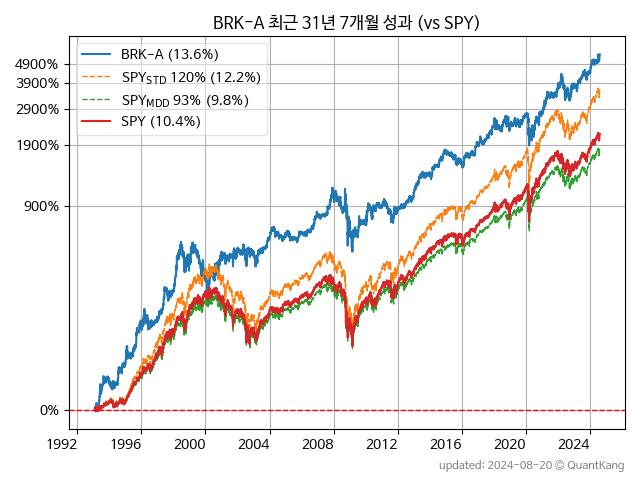 BRK-A 최근 31년 7개월 성과 (vs SPY)
BRK-A (13.6%)
SPY_STD 120% (12.2%)
SPY_MDD 93% (9.8%)
SPY (10.4%)
4900%
3900%
2900%
1900%
900%
0%
1992 1996 2000 2004 2008 2012 2016 2020 2024
updated: 2024-08-20 © QuantKang